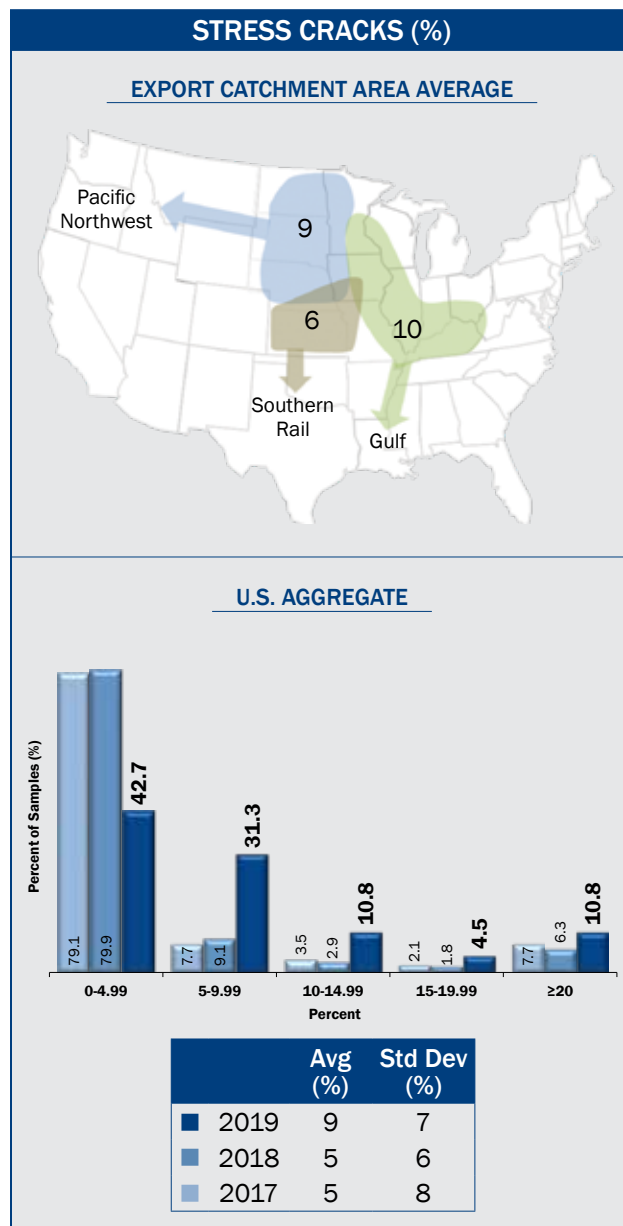 STRESS CRACKS (%)
EXPORT CATCHMENT AREA AVERAGE
Pacific
Northwest
9
6
10
Southern
Rail
Gulf
U.S. AGGREGATE
Percent of Samples (%)
79.1
79.9
42.7
7.7
9.1
31.3
3.5
2.9
10.8
2.1
1.8
4.5
7.7
6.3
10.8
0-4.99
5-9.99
10-14.99
15-19.99
≥20
Percent
Avg Std Dev
(%) (%)
2019 9 7
2018 5 6
2017 5 8